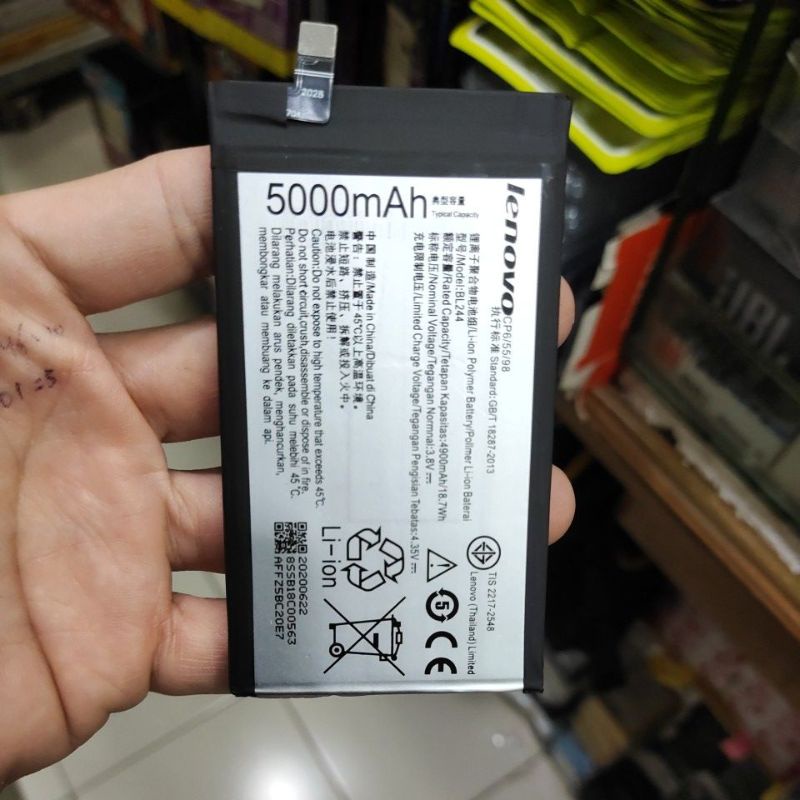 2028
5000mAh
典型容量
Typical Capacity
lenovo
CP6/55/98
执行标准 Standard:GB/T 18287-2013
锂离子聚合物电池组/Li-ion Polymer Battery/Polimer Li-ion Baterai
型号/Model:BL244
额定容量/Rated Capacity/Tetapan Kapasitas:4900mAh/18.7Wh
标称电压/Nominal Voltage/Tegangan Normnal:3.8V
充电限制电压/Limited Charge Voltage/Tegangan Pengisian Tebatas:4.35V
中国制造/Made in China/Dibuat di China
警告：禁止置于45℃以上高温环境。
禁止短路、挤压、拆解或投入火中。
电池浸水后禁止使用！
Caution:Do not expose to high temperature that exceeds 45℃.
Do not short circuit,crush,disassemble or dispose of in fire.
Perhatian:Dilarang diletakkan pada suhu melebihi 45℃.
Dilarang melakukan arus pendek, menghancurkan,
membongkar atau membuang ke dalam api.
TIS 2217-2548
Lenovo (Thailand) Limited
5
CE
Li-ion
20200622
8SSB18C00563
AFFZ5BC20E7